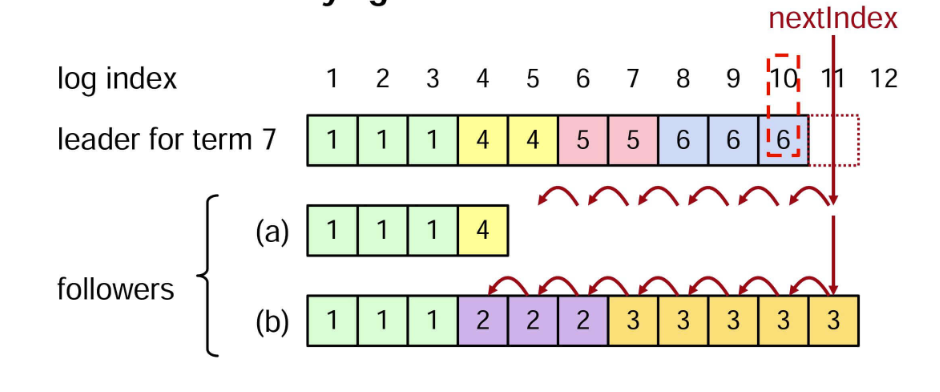 nextIndex
log index 1 2 3 4 5 6 7 8 9 10 11 12
leader for term 7 1 1 1 4 4 5 5 6 6 6
(a) 1 1 1 4
followers
(b) 1 1 1 2 2 2 3 3 3 3 3